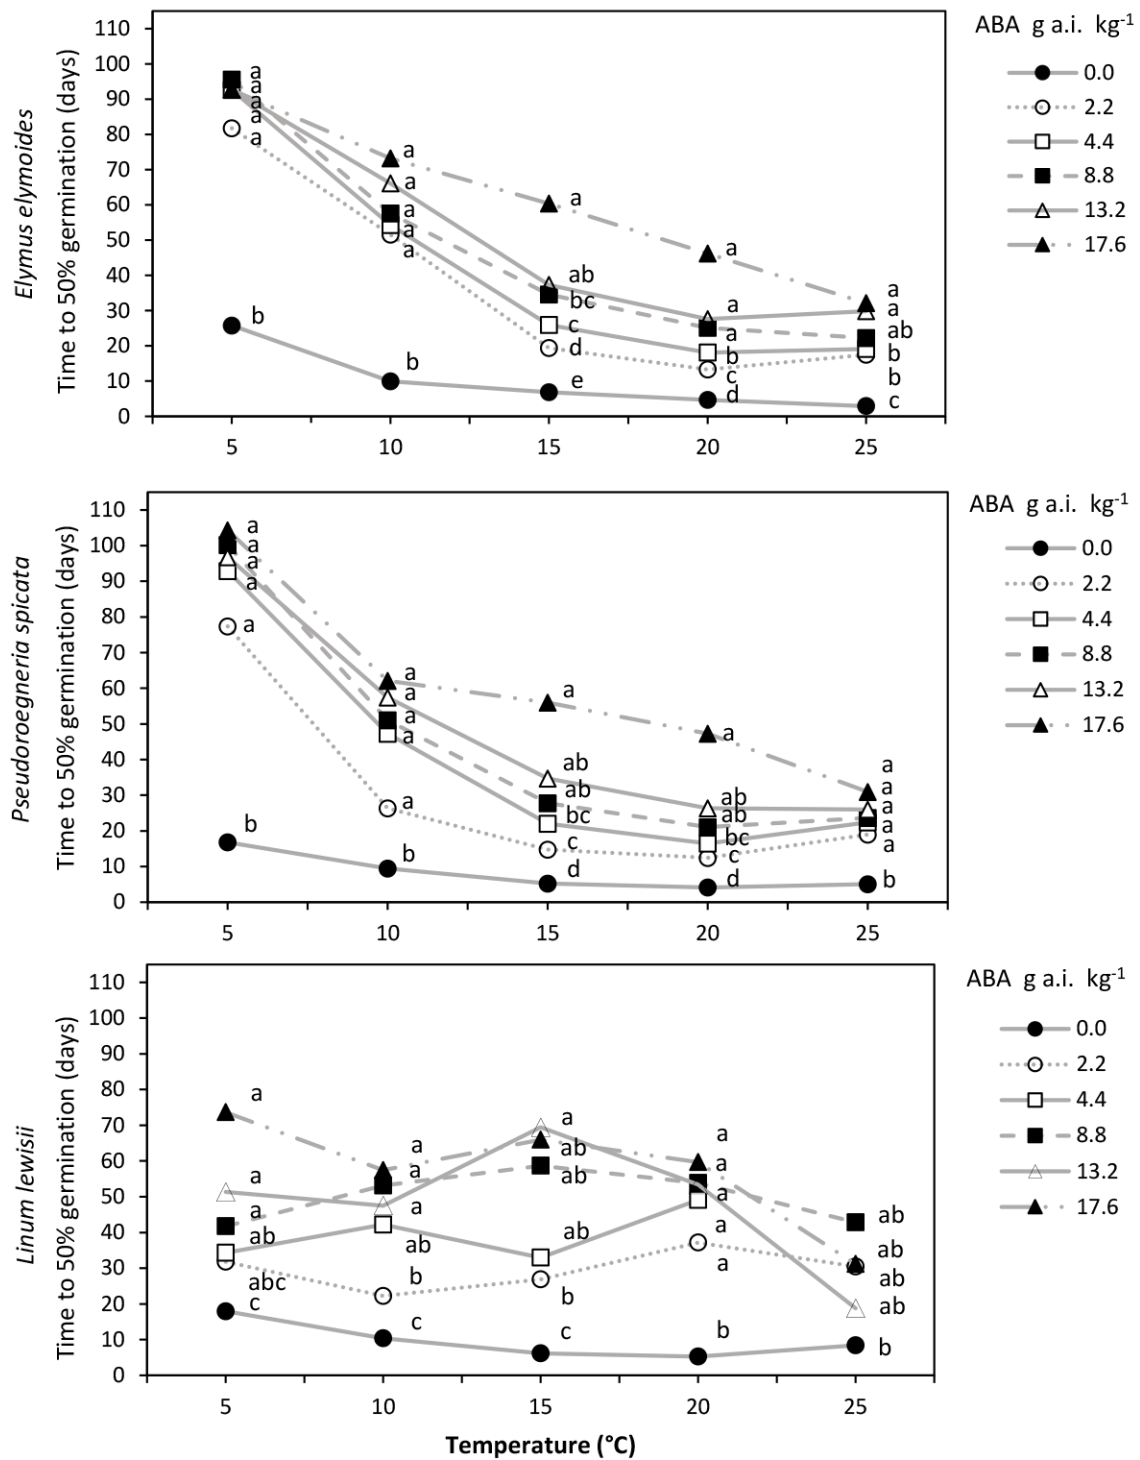 Elymus elymoides
Time to 50% germination (days)
110
100
90
80
70
60
50
40
30
20
10
0
a
a
a
a
a
b
a
a
a
a
a
b
a
ab
bc
c
d
e
a
a
a
b
c
d
a
a
ab
b
b
c
5 10 15 20 25
ABA g a.i. kg-1
0.0
2.2
4.4
8.8
13.2
17.6
Pseudoroegneria spicata
Time to 50% germination (days)
110
100
90
80
70
60
50
40
30
20
10
0
a
a
a
a
a
b
a
a
a
a
a
b
a
ab
ab
bc
c
d
a
ab
ab
bc
c
d
a
a
a
a
a
b
5 10 15 20 25
ABA g a.i. kg-1
0.0
2.2
4.4
8.8
13.2
17.6
Linum lewisii
Time to 50% germination (days)
110
100
90
80
70
60
50
40
30
20
10
0
a
a
a
ab
abc
c
a
a
a
ab
b
c
a
ab
ab
ab
b
c
a
a
a
a
a
b
ab
ab
ab
ab
b
5 10 15 20 25
Temperature (°C)
ABA g a.i. kg-1
0.0
2.2
4.4
8.8
13.2
17.6